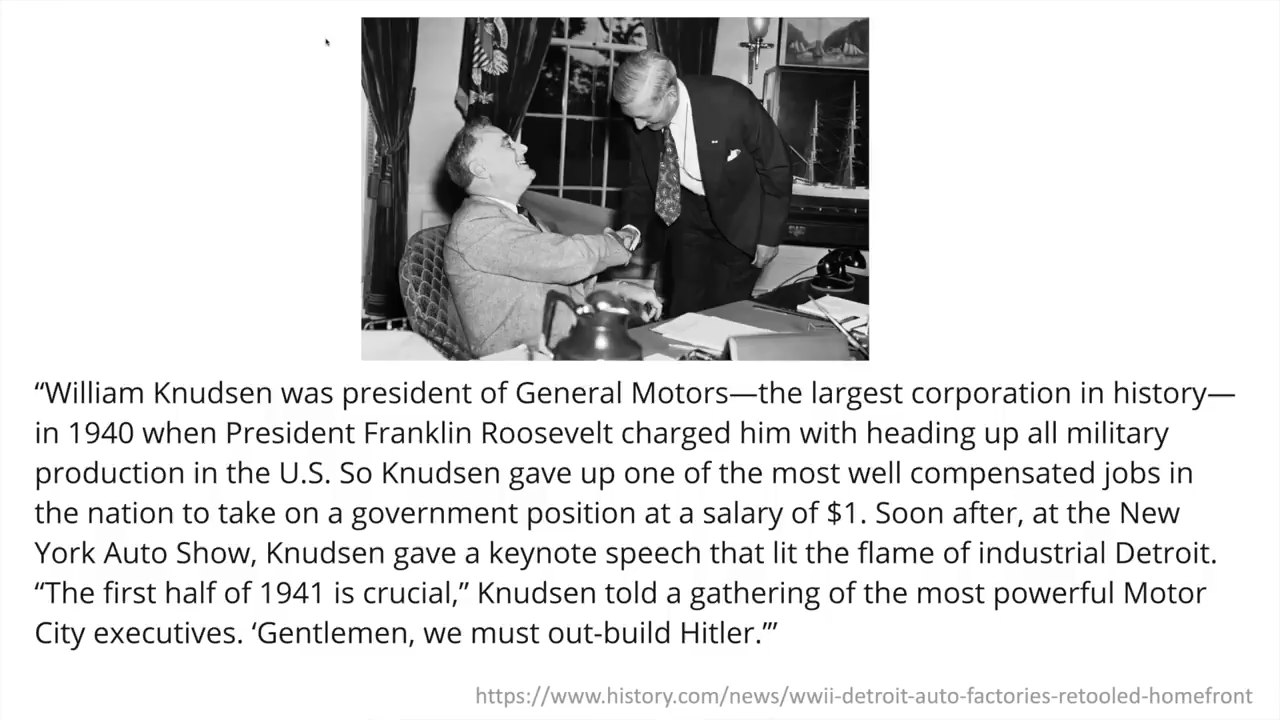 “William Knudsen was president of General Motors—the largest corporation in history—
in 1940 when President Franklin Roosevelt charged him with heading up all military
production in the U.S. So Knudsen gave up one of the most well compensated jobs in
the nation to take on a government position at a salary of $1. Soon after, at the New
York Auto Show, Knudsen gave a keynote speech that lit the flame of industrial Detroit.
“The first half of 1941 is crucial,” Knudsen told a gathering of the most powerful Motor
City executives. ‘Gentlemen, we must out-build Hitler.’”
https://www.history.com/news/wwii-detroit-auto-factories-retooled-homefront